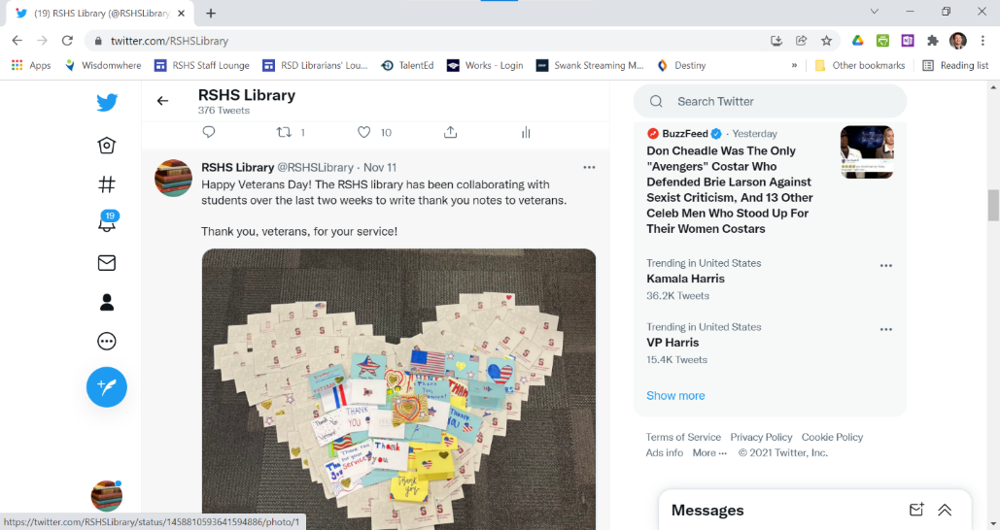 (19) RSHS Library (@RSHSLibrary
twitter.com/RSHSLibrary
Apps
Wisdomwhere
RSHS Staff Lounge
RSD Librarians' Lou...
TalentEd
Works - Login
Swank Streaming M...
Destiny
»
Other bookmarks
Reading list
RSHS Library
376 Tweets
Search Twitter
1
10
RSHS Library @RSHSLibrary · Nov 11
Happy Veterans Day! The RSHS library has been collaborating with
students over the last two weeks to write thank you notes to veterans.
Thank you, veterans, for your service!
19
THANK
YOU
Thank
you
BuzzFeed · Yesterday
Don Cheadle Was The Only
"Avengers" Costar Who
Defended Brie Larson Against
Sexist Criticism, And 13 Other
Celeb Men Who Stood Up For
Their Women Costars
Trending in United States
Kamala Harris
36.2K Tweets
Trending in United States
VP Harris
15.4K Tweets
Show more
Terms of Service Privacy Policy Cookie Policy
Ads info More ··· © 2021 Twitter, Inc.
Messages
https://twitter.com/RSHSLibrary/status/1458810593641594886/photo/1